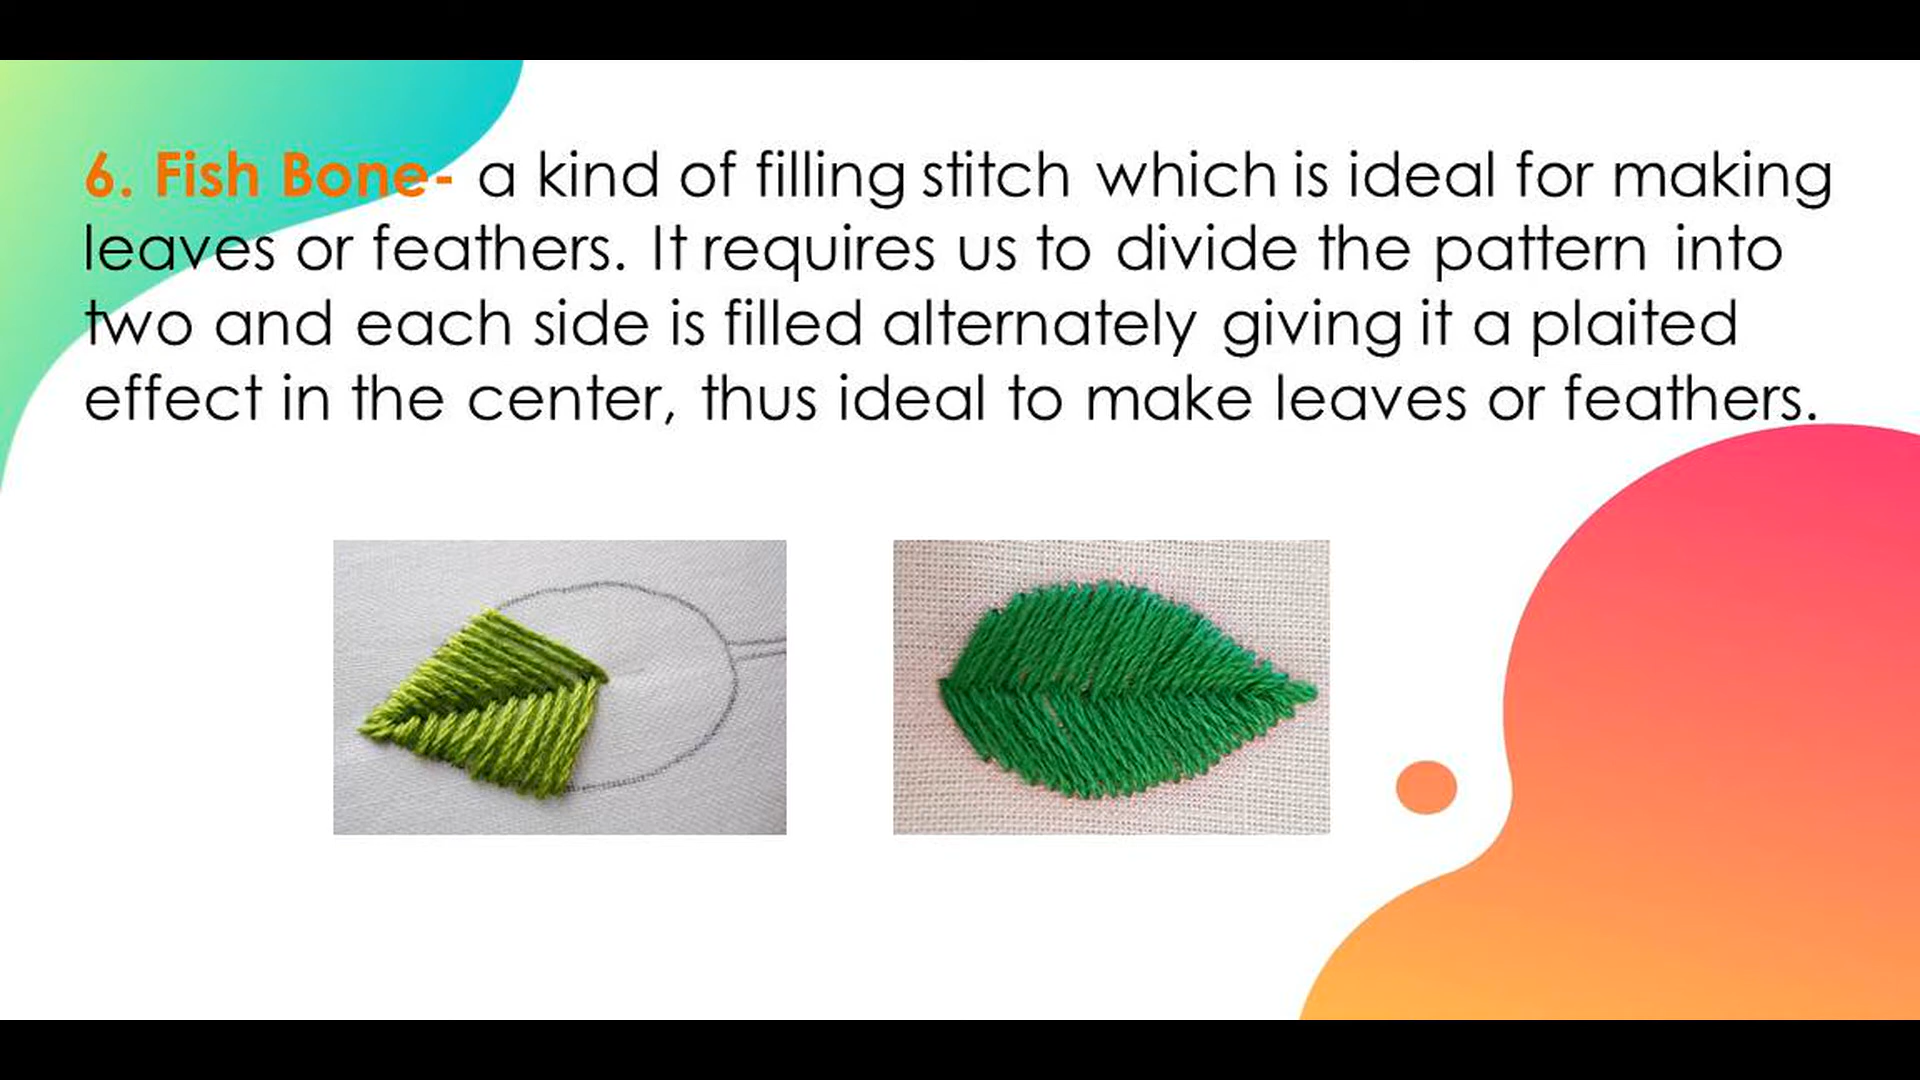 6. Fish Bone- a kind of filling stitch which is ideal for making
leaves or feathers. It requires us to divide the pattern into
two and each side is filled alternately giving it a plaited
effect in the center, thus ideal to make leaves or feathers.